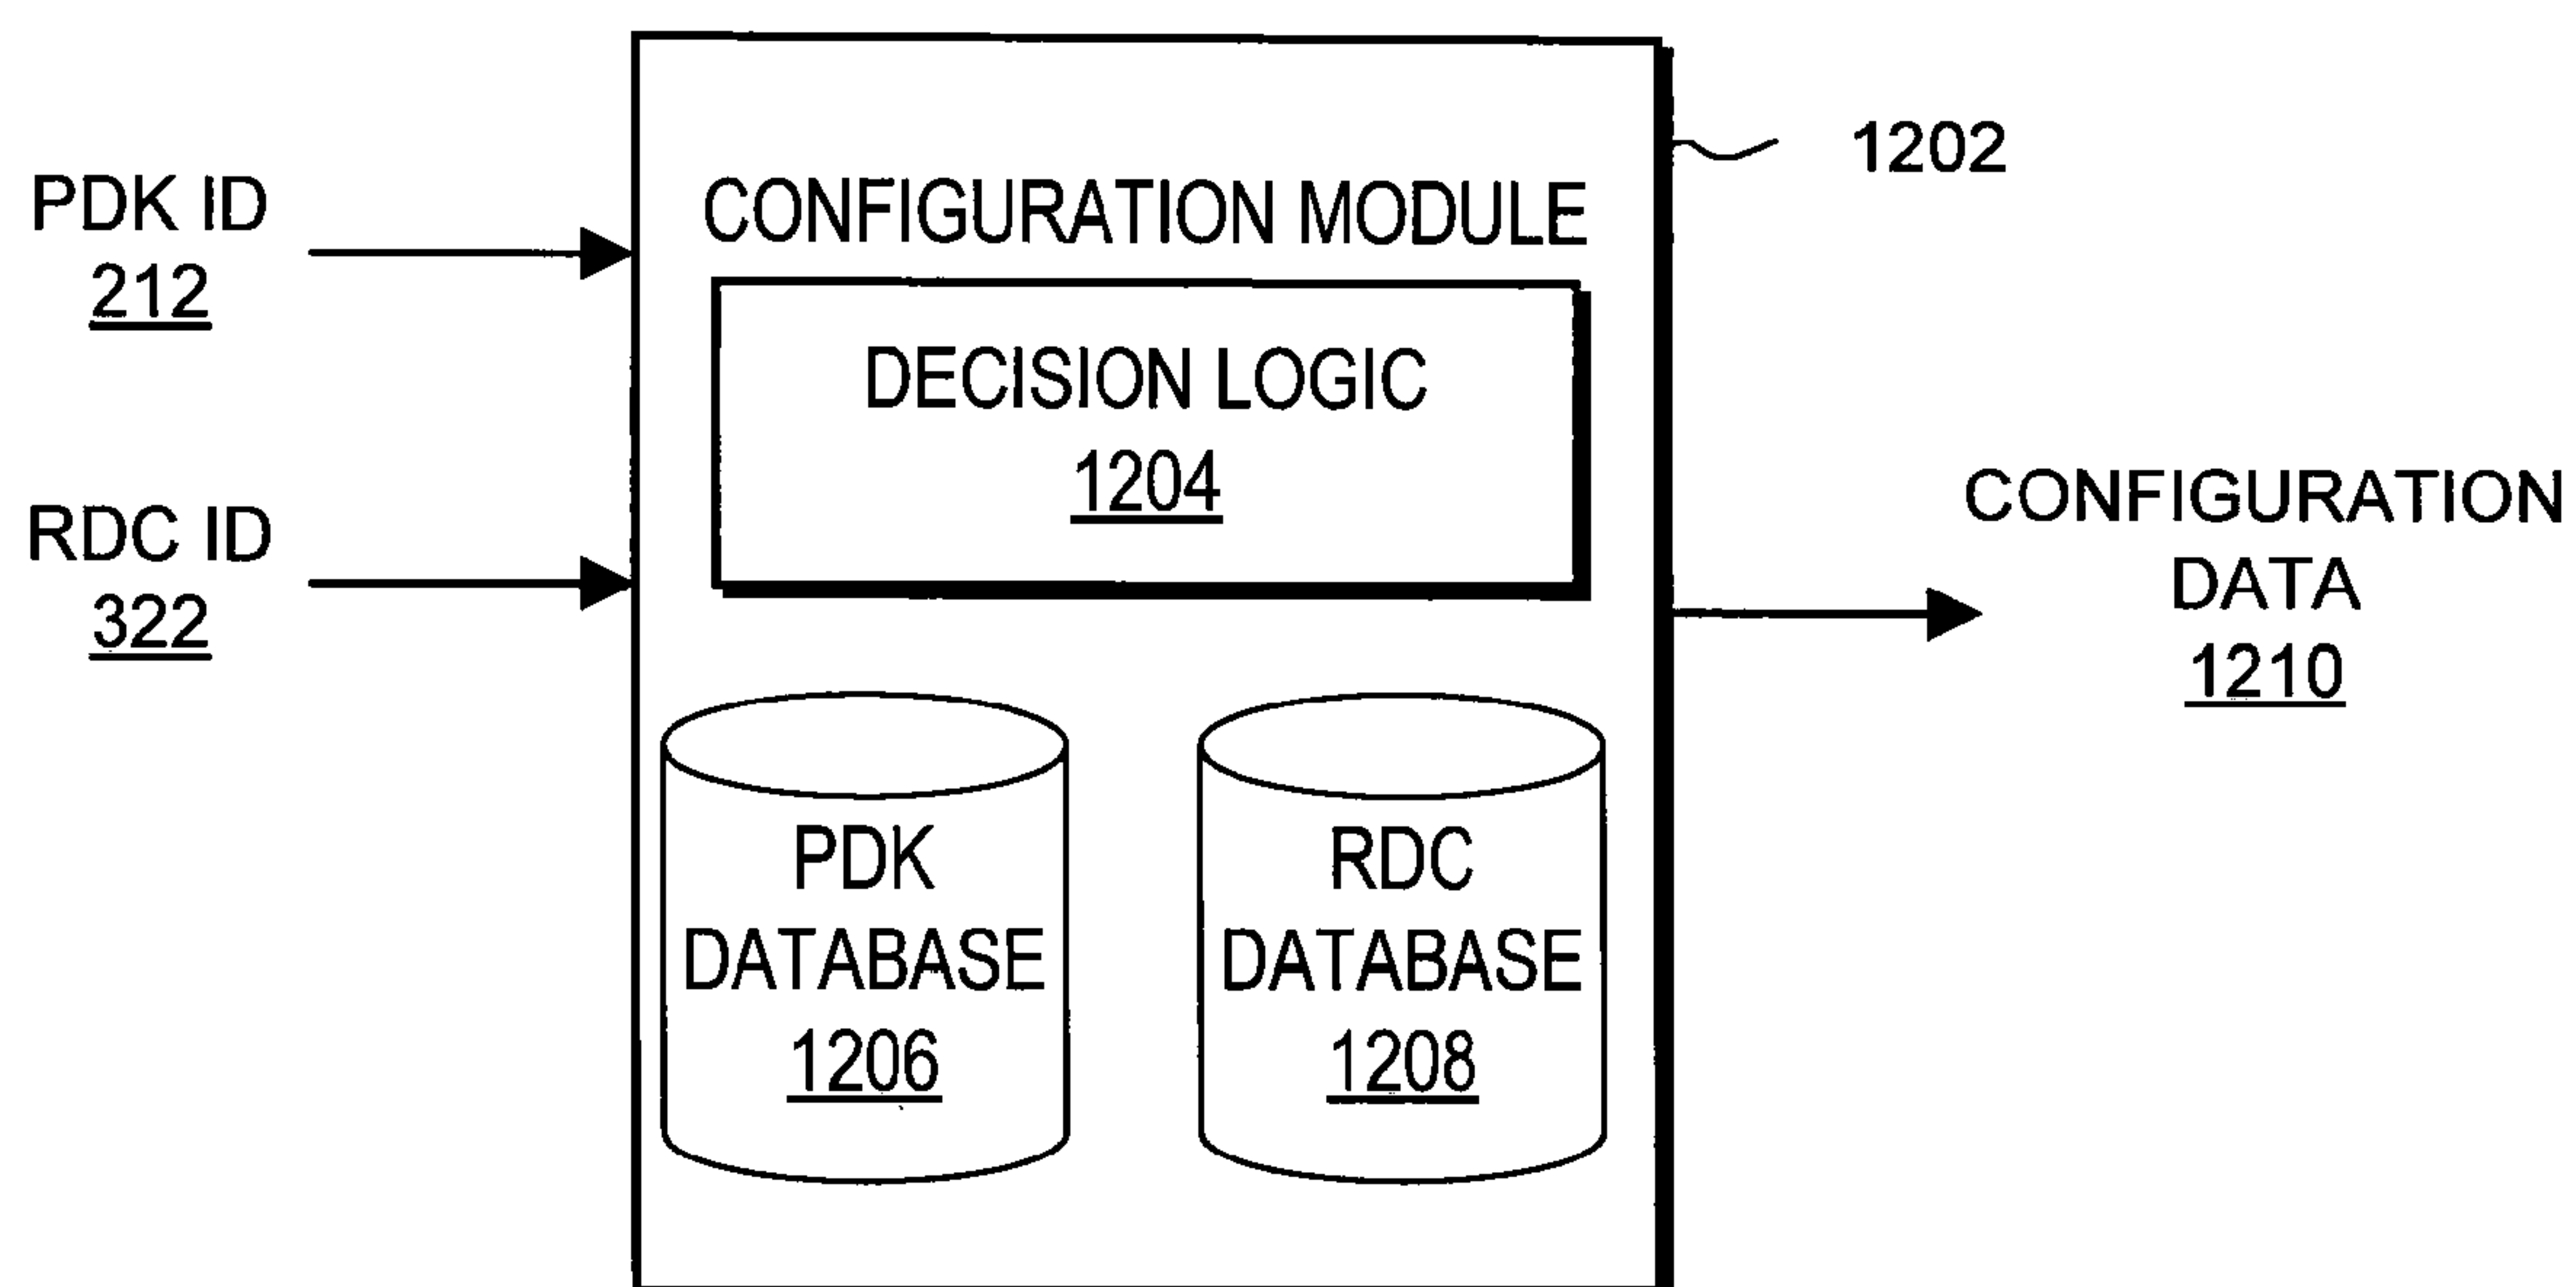 PDK ID
212
RDC ID
322
CONFIGURATION MODULE
DECISION LOGIC
1204
PDK
DATABASE
1206
RDC
DATABASE
1208
1202
CONFIGURATION
DATA
1210